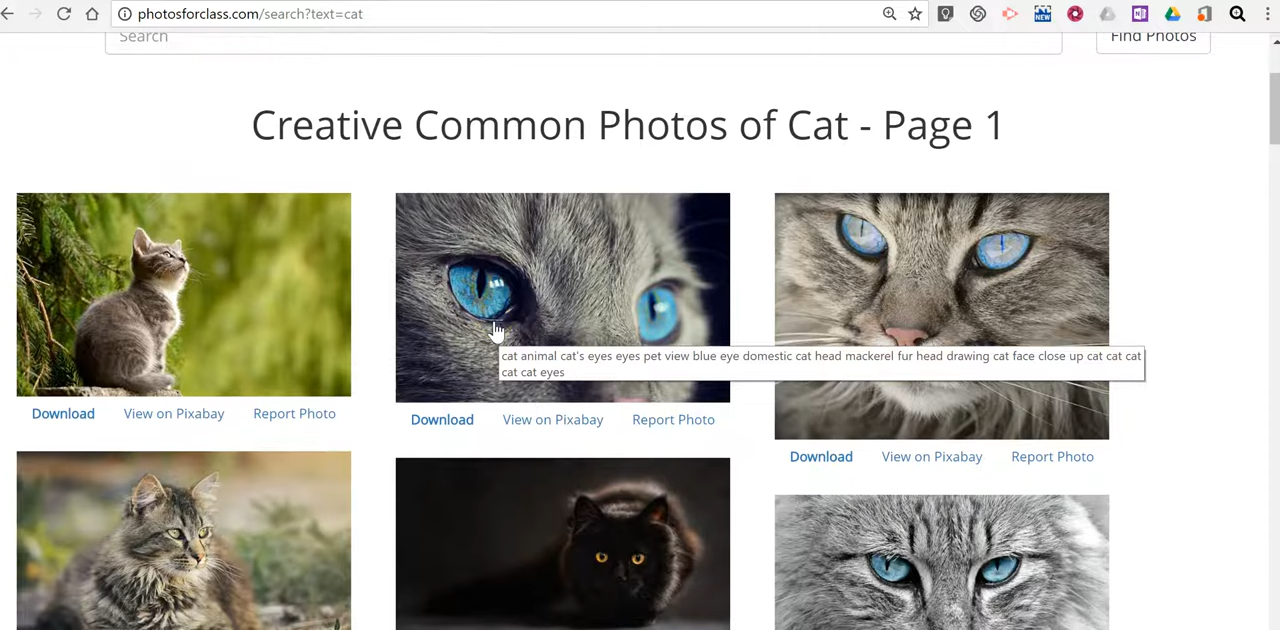 photosforclass.com/search?text=cat
NEW
Search
Find Photos
Creative Common Photos of Cat - Page 1
cat animal cat's eyes eyes pet view blue eye domestic cat head mackerel fur head drawing cat face close up cat cat cat
cat cat eyes
Download View on Pixabay Report Photo
Download View on Pixabay Report Photo
Download View on Pixabay Report Photo